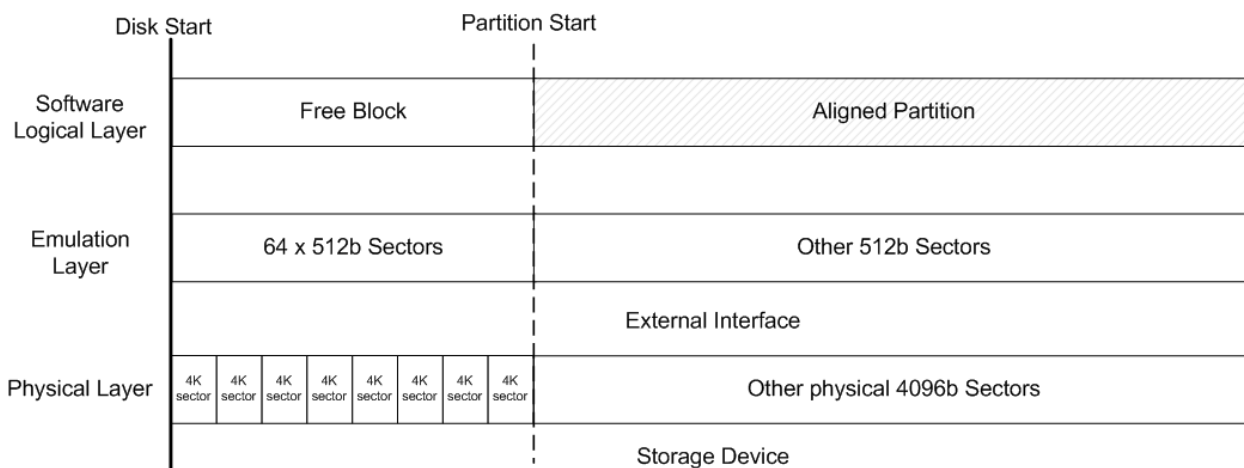 Disk Start
Partition Start
Software
Logical Layer
Free Block
Aligned Partition
Emulation
Layer
64 x 512b Sectors
Other 512b Sectors
External Interface
Physical Layer
4K
sector
4K
sector
4K
sector
4K
sector
4K
sector
4K
sector
4K
sector
4K
sector
Other physical 4096b Sectors
Storage Device